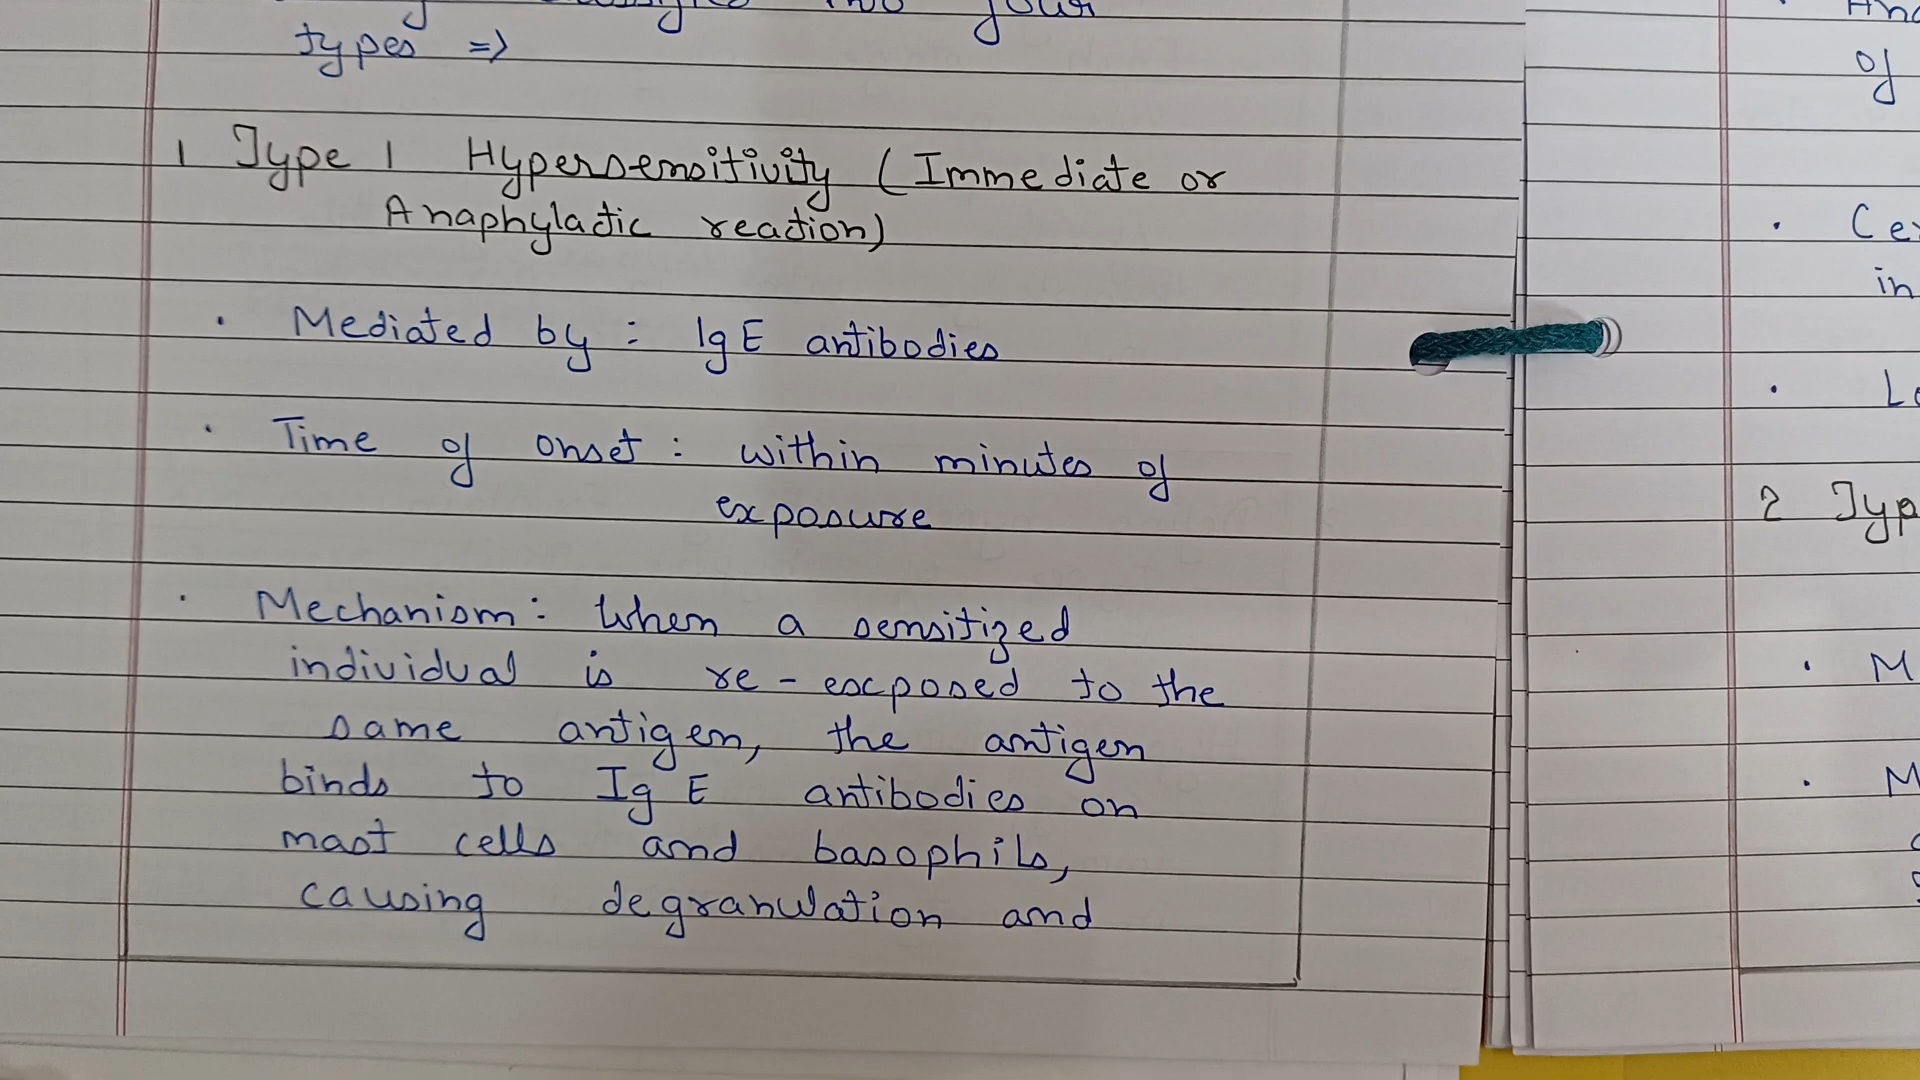 types =>
1 Type 1 Hypersensitivity (Immediate or
Anaphylactic reaction)
• Mediated by : IgE antibodies
• Time of onset : within minutes of
exposure
• Mechanism : When a sensitized
individual is re-exposed to the
same antigen, the antigen
binds to Ig E antibodies on
mast cells and basophils,
causing degranulation and
of
•
in
•
2 Typ
• M
• M